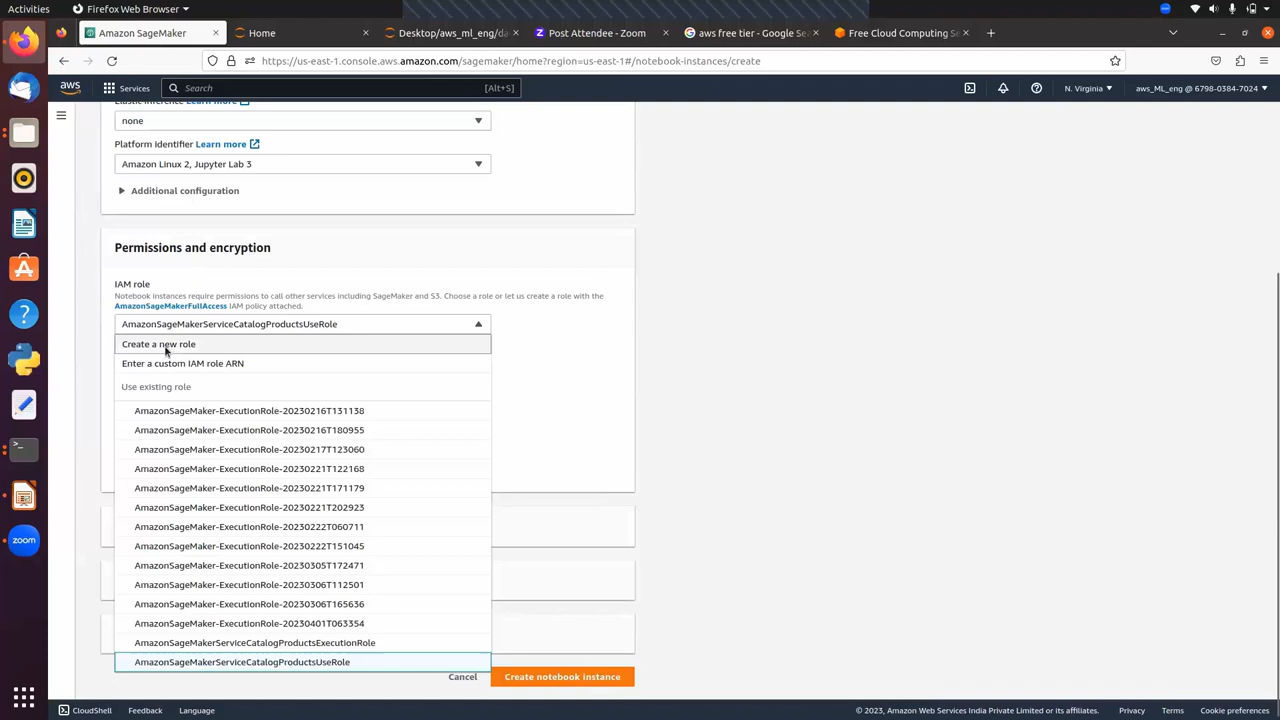 Activities
Firefox Web Browser
Amazon SageMaker
Home
Desktop/aws_ml_eng/da
Post Attendee - Zoom
aws free tier - Google Sea
Free Cloud Computing Se
https://us-east-1.console.aws.amazon.com/sagemaker/home?region=us-east-1#/notebook-instances/create
aws
Services
Search
[Alt+S]
N. Virginia
aws_ML_eng @ 6798-0384-7024
Elastic Inference Learn more
none
Platform identifier Learn more
Amazon Linux 2, Jupyter Lab 3
Additional configuration
Permissions and encryption
IAM role
Notebook instances require permissions to call other services including SageMaker and S3. Choose a role or let us create a role with the
AmazonSageMakerFullAccess IAM policy attached.
AmazonSageMakerServiceCatalogProductsUseRole
Create a new role
Enter a custom IAM role ARN
Use existing role
AmazonSageMaker-ExecutionRole-20230216T131138
AmazonSageMaker-ExecutionRole-20230216T180955
AmazonSageMaker-ExecutionRole-20230217T123060
AmazonSageMaker-ExecutionRole-20230221T122168
AmazonSageMaker-ExecutionRole-20230221T171179
AmazonSageMaker-ExecutionRole-20230221T202923
AmazonSageMaker-ExecutionRole-20230222T060711
AmazonSageMaker-ExecutionRole-20230222T151045
AmazonSageMaker-ExecutionRole-20230305T172471
AmazonSageMaker-ExecutionRole-20230306T112501
AmazonSageMaker-ExecutionRole-20230306T165636
AmazonSageMaker-ExecutionRole-20230401T063354
AmazonSageMakerServiceCatalogProductsExecutionRole
AmazonSageMakerServiceCatalogProductsUseRole
Cancel
Create notebook instance
zoom
CloudShell
Feedback
Language
© 2023, Amazon Web Services India Private Limited or its affiliates.
Privacy
Terms
Cookie preferences